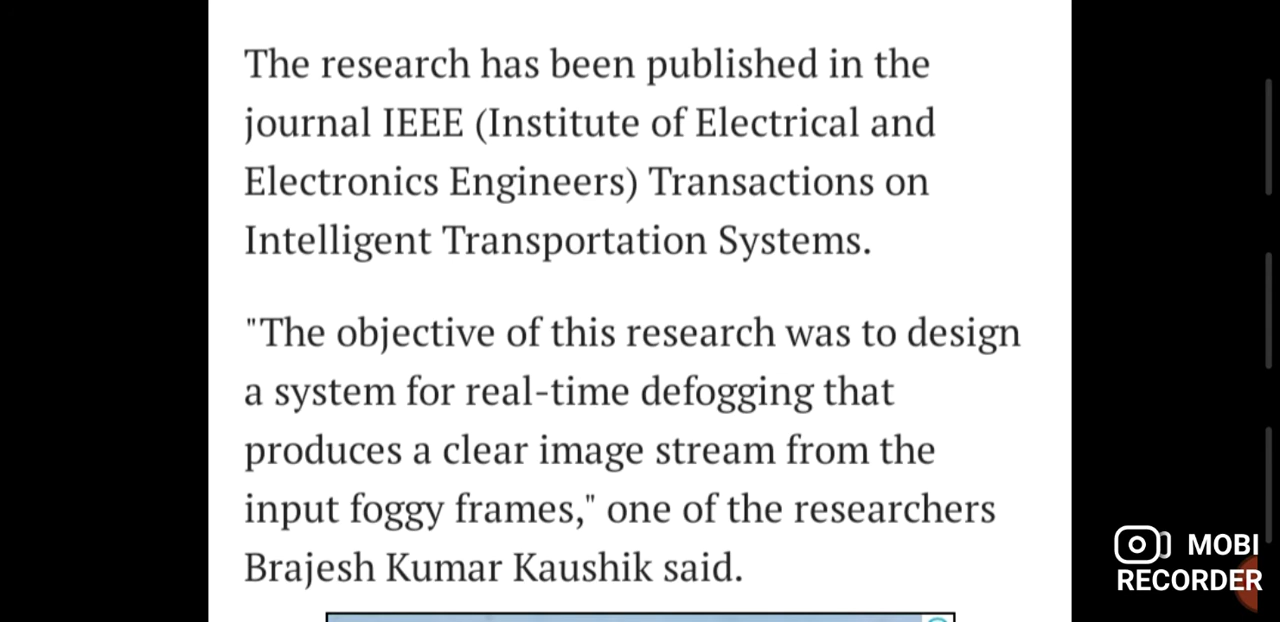 The research has been published in the
journal IEEE (Institute of Electrical and
Electronics Engineers) Transactions on
Intelligent Transportation Systems.
"The objective of this research was to design
a system for real-time defogging that
produces a clear image stream from the
input foggy frames," one of the researchers
Brajesh Kumar Kaushik said.
MOBI
RECORDER